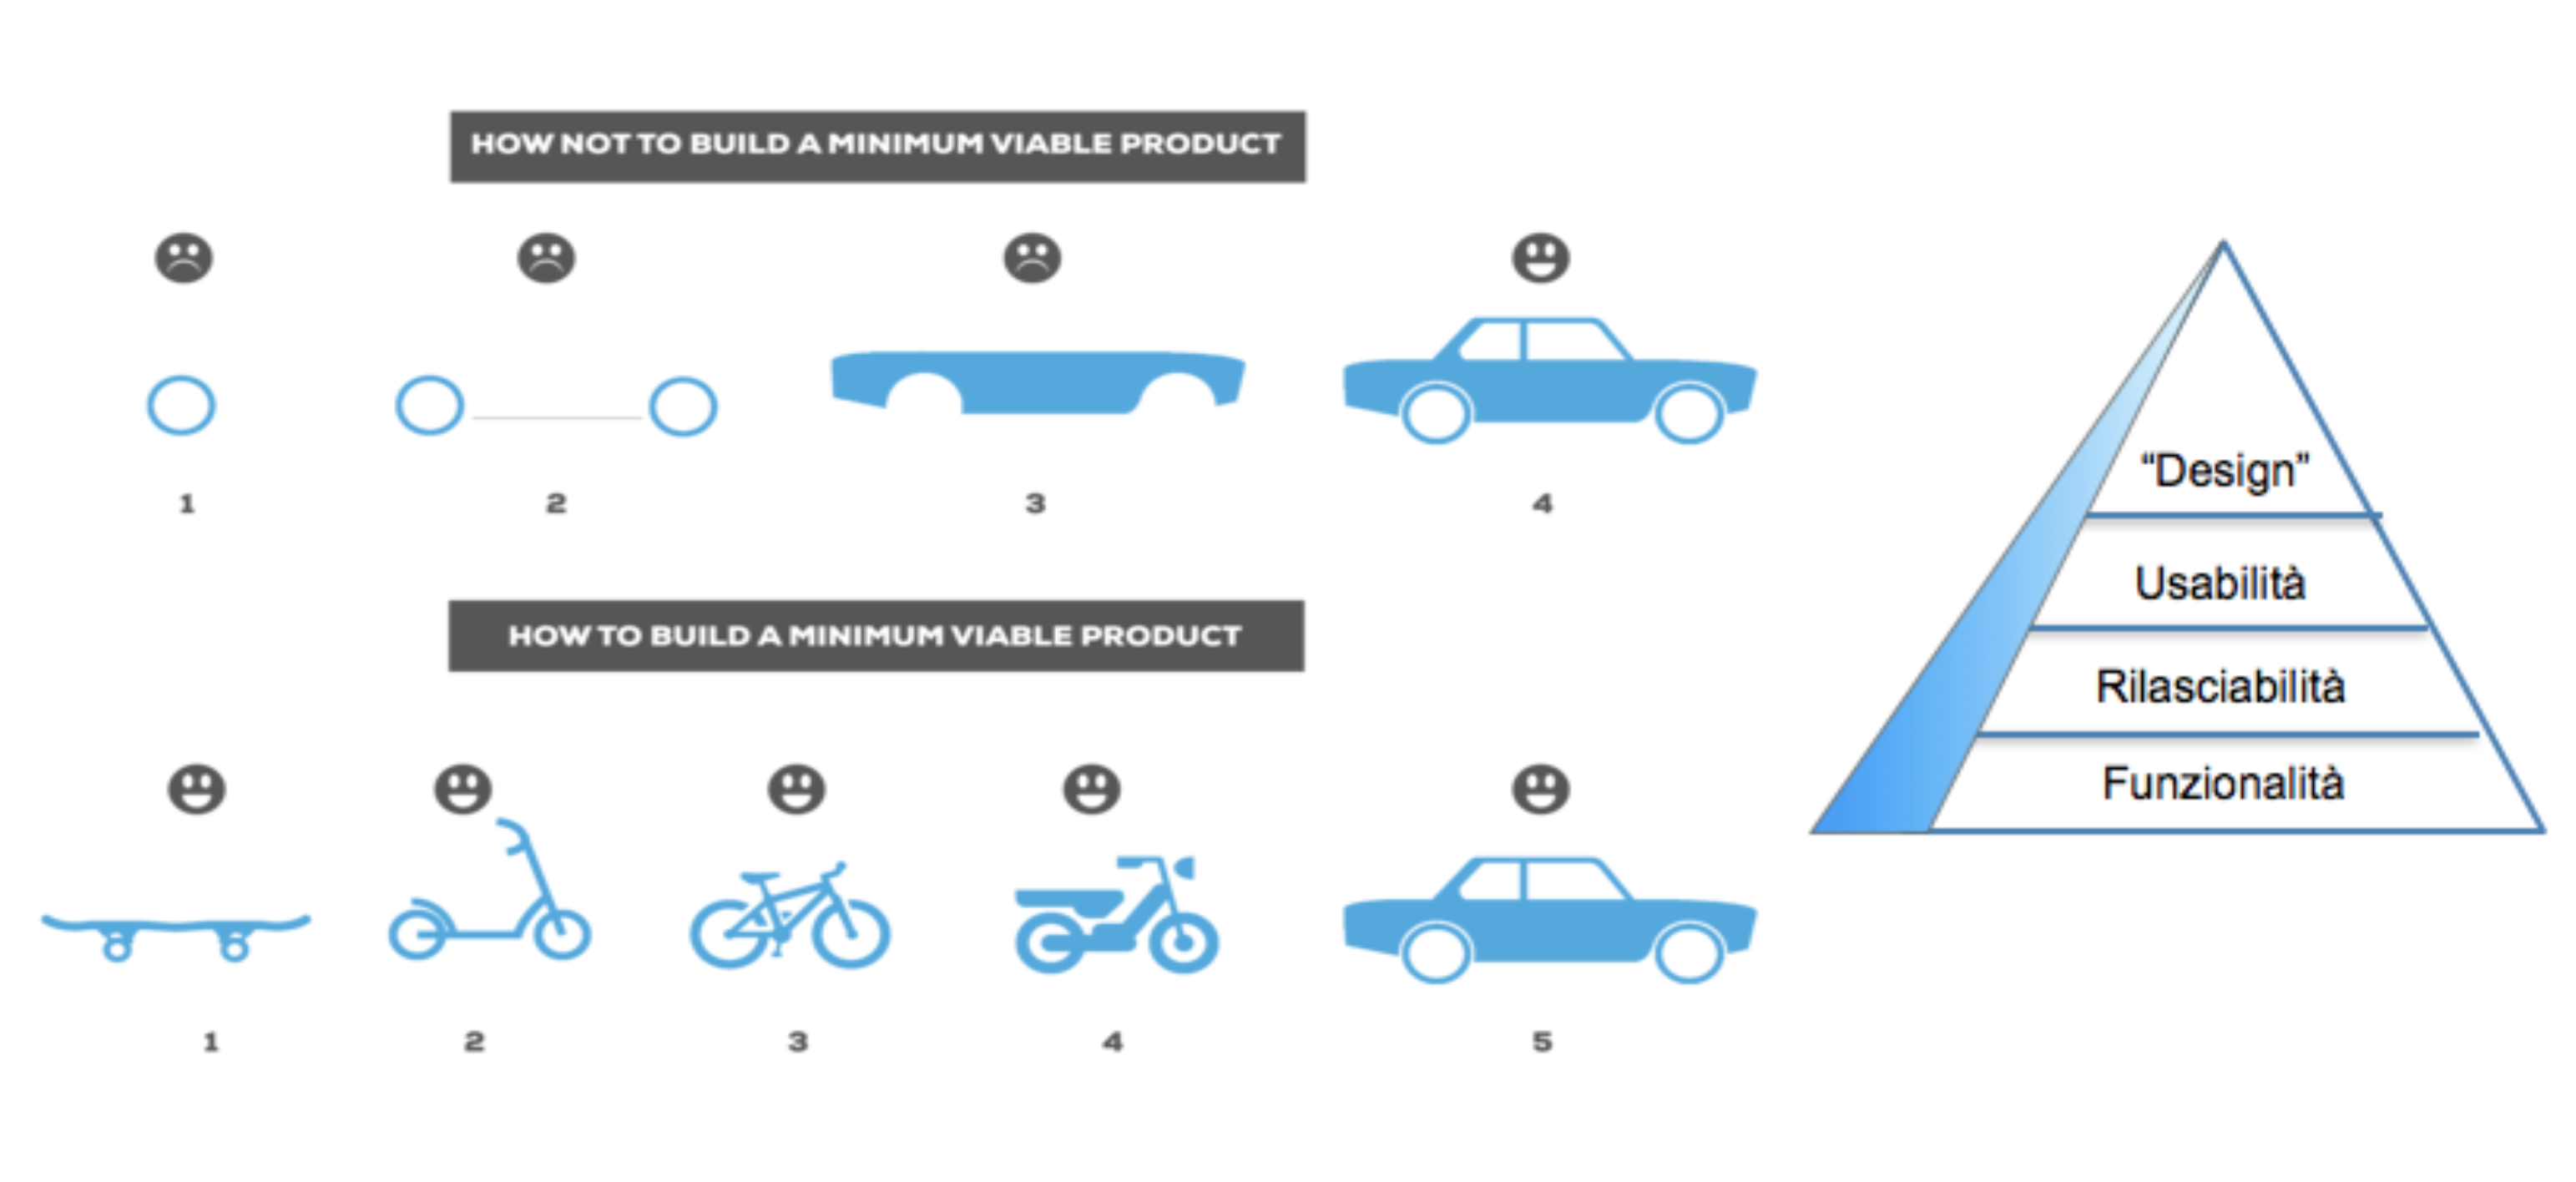 HOW NOT TO BUILD A MINIMUM VIABLE PRODUCT
1 2 3 4
HOW TO BUILD A MINIMUM VIABLE PRODUCT
1 2 3 4 5
“Design”
Usabilità
Rilasciabilità
Funzionalità